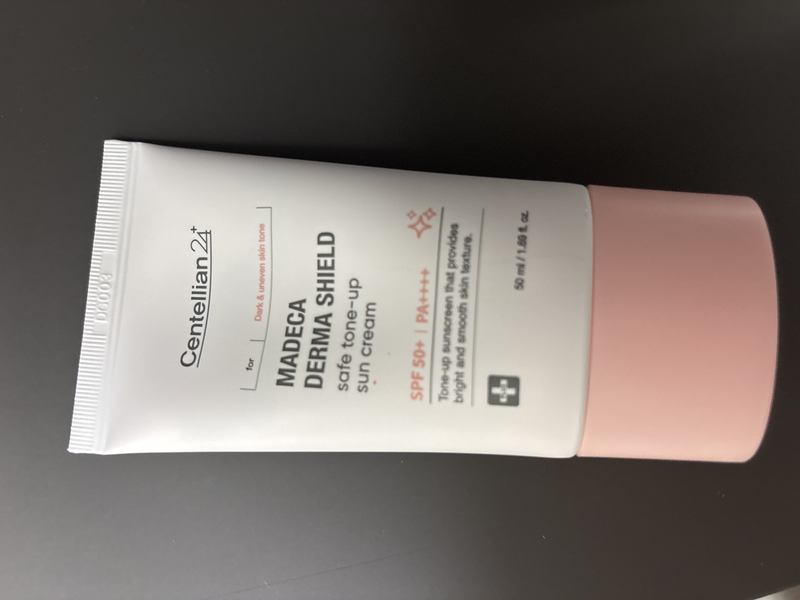 Centellian24+
for
Dark & uneven skin tone
MADECA
DERMA SHIELD
safe tone-up
sun cream
SPF 50+ | PA++++
Tone-up sunscreen that provides
bright and smooth skin texture.
50 ml / 1.69 fl. oz.